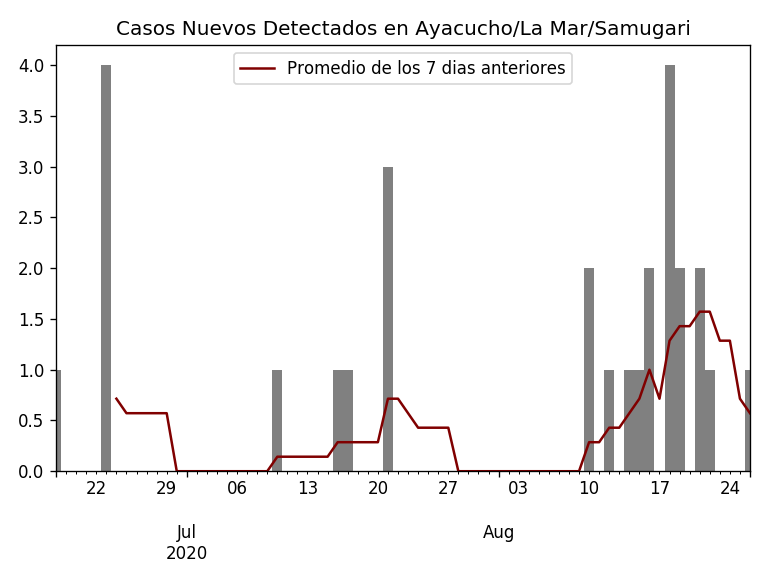 Casos Nuevos Detectados en Ayacucho/La Mar/Samugari
Promedio de los 7 dias anteriores
4.0
3.5
3.0
2.5
2.0
1.5
1.0
0.5
0.0
22 29 06 13 20 27 03 10 17 24
Jul Aug
2020